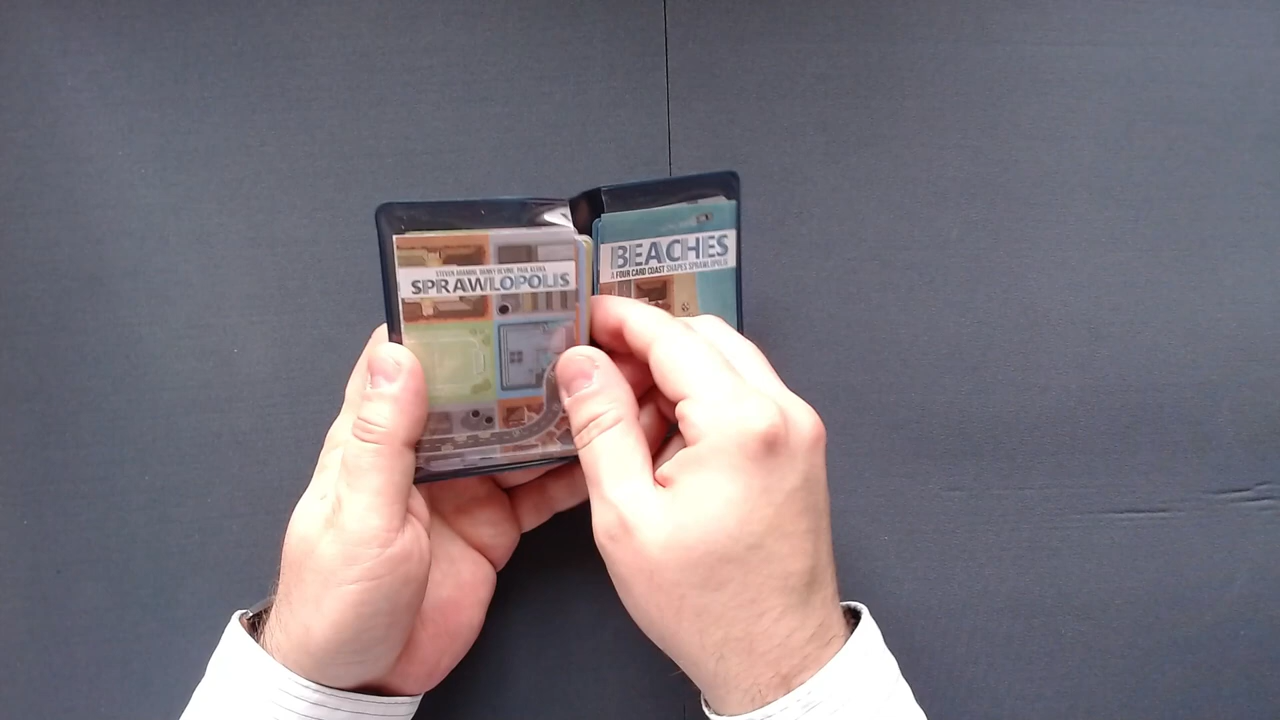 STEVEN ARAMINI, DANNY DEVINE, PAUL KLUKA
SPRAWLOPOLIS
BEACHES
A FOUR CARD COAST SHAPES SPRAWLOPOLIS